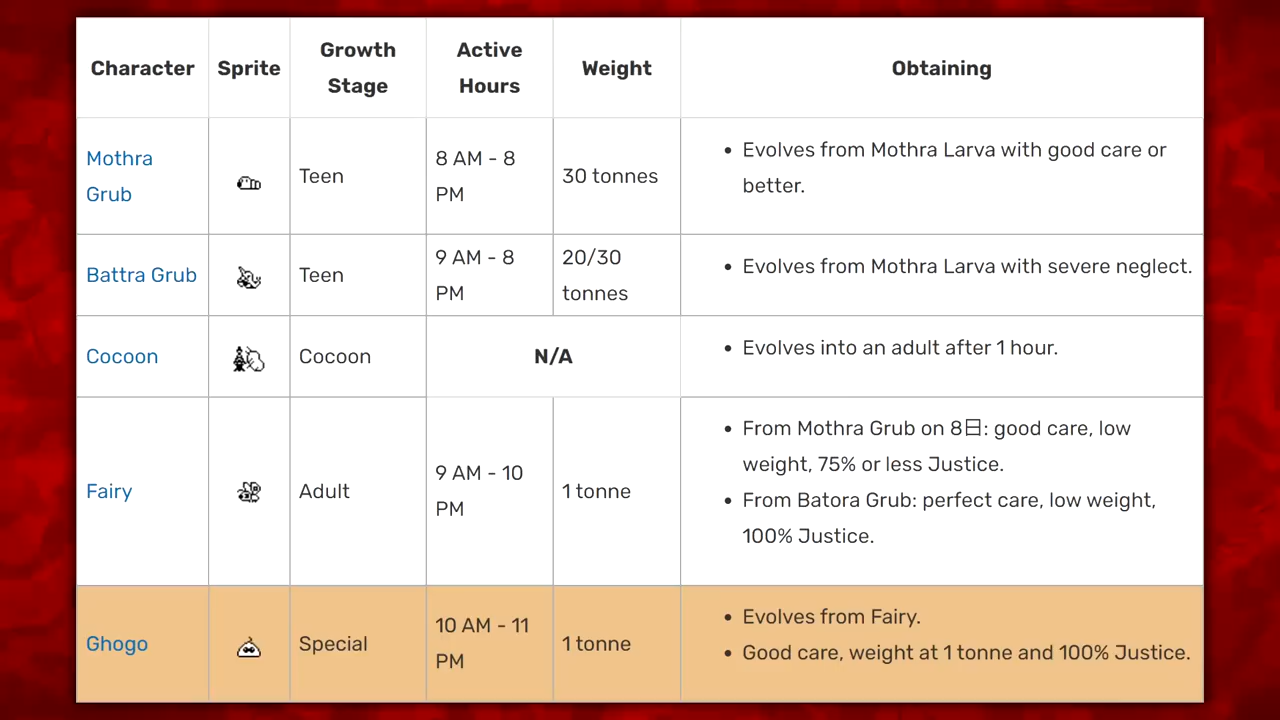 Character Sprite Growth Stage Active Hours Weight Obtaining
Mothra Grub Teen 8 AM - 8 PM 30 tonnes
• Evolves from Mothra Larva with good care or
better.
Battra Grub Teen 9 AM - 8 PM 20/30 tonnes
• Evolves from Mothra Larva with severe neglect.
Cocoon Cocoon N/A
• Evolves into an adult after 1 hour.
Fairy Adult 9 AM - 10 PM 1 tonne
• From Mothra Grub on 8日: good care, low
weight, 75% or less Justice.
• From Batora Grub: perfect care, low weight,
100% Justice.
Ghogo Special 10 AM - 11 PM 1 tonne
• Evolves from Fairy.
• Good care, weight at 1 tonne and 100% Justice.